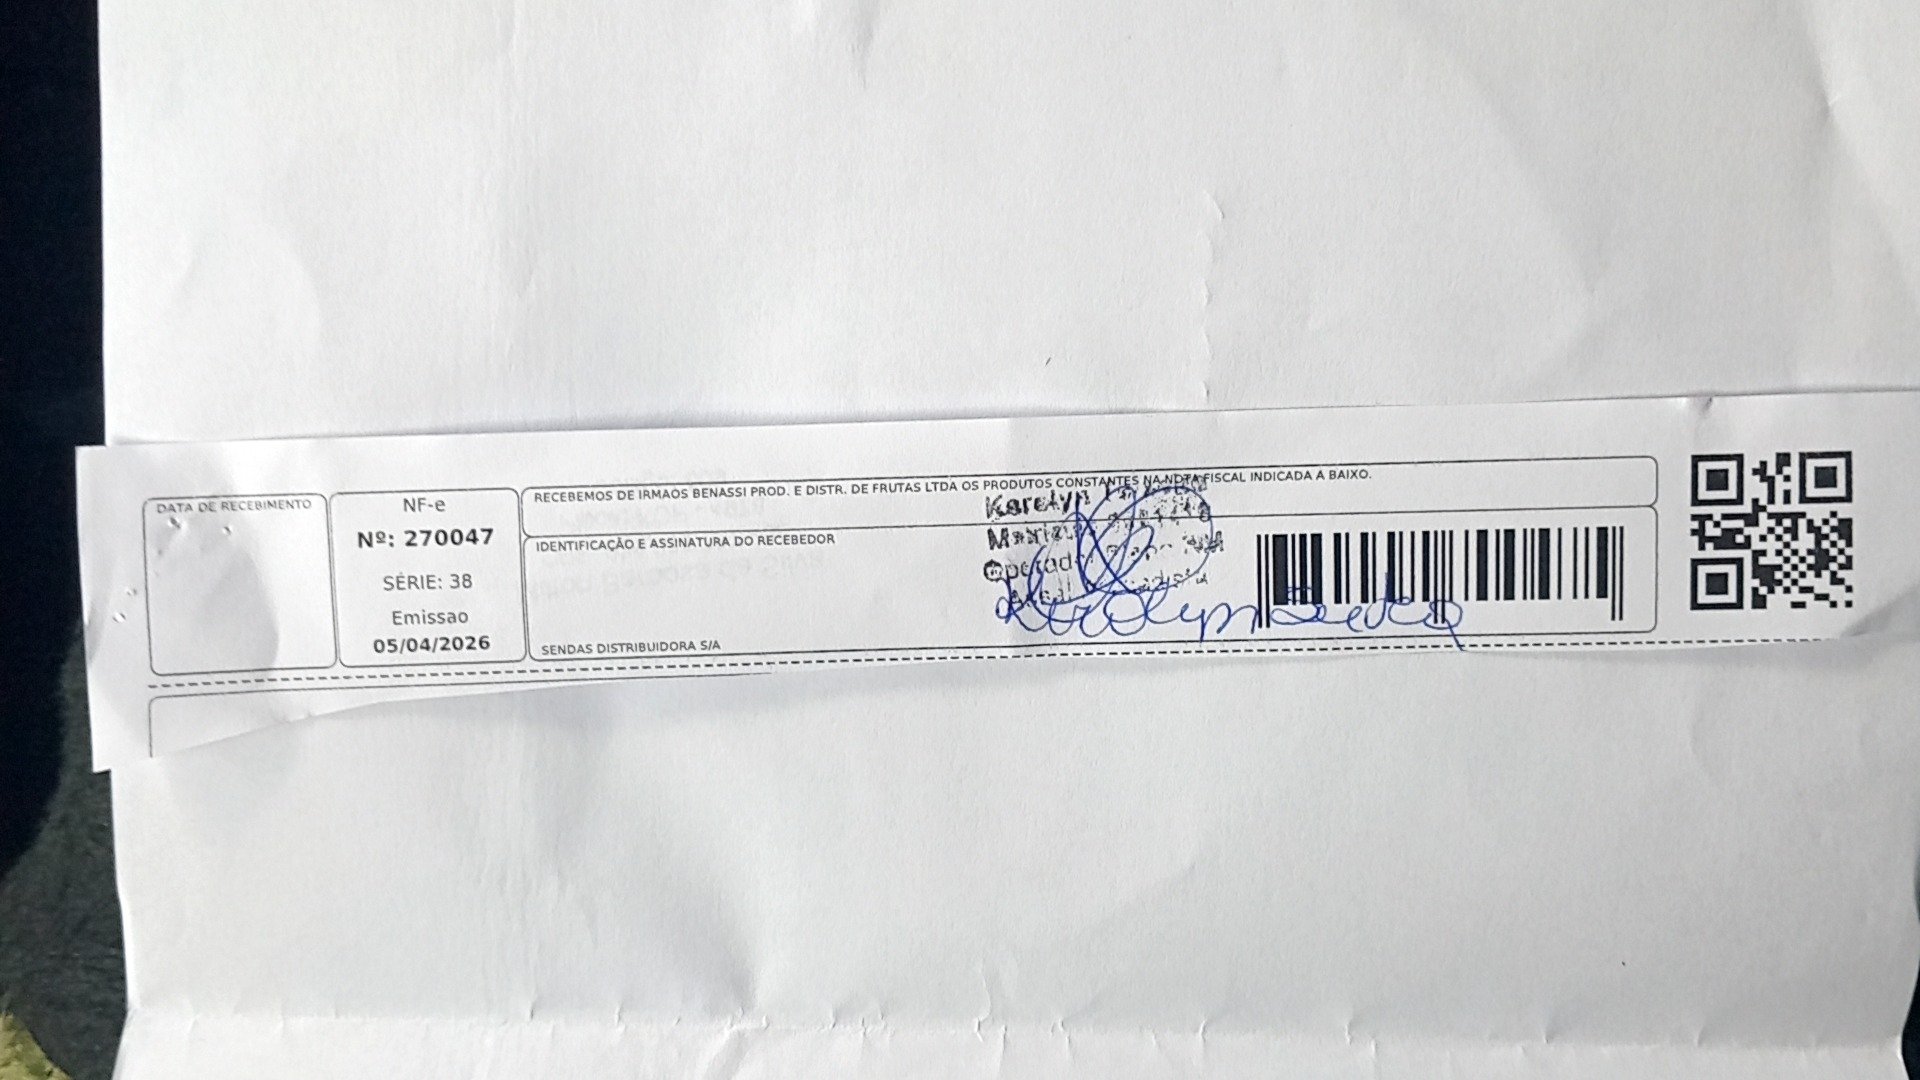 DATA DE RECEBIMENTO
NF-e
Nº: 270047
SÉRIE: 38
Emissao
05/04/2026
RECEBEMOS DE IRMAOS BENASSI PROD. E DISTR. DE FRUTAS LTDA OS PRODUTOS CONSTANTES NA NOTA FISCAL INDICADA A BAIXO.
IDENTIFICAÇÃO E ASSINATURA DO RECEBEDOR
Karolyn
SENDAS DISTRIBUIDORA S/A